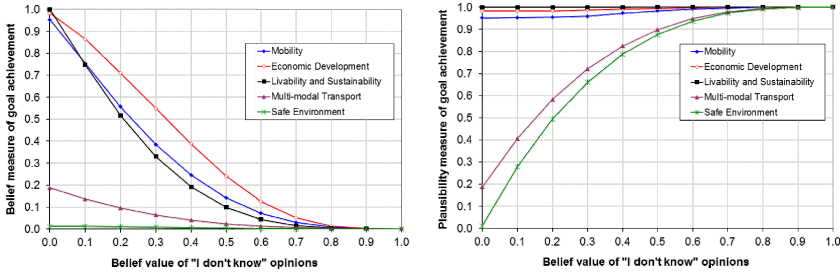 Belief measure of goal achievement
1.0
0.9
0.8
0.7
0.6
0.5
0.4
0.3
0.2
0.1
0.0
Mobility
Economic Development
Livability and Sustainability
Multi-modal Transport
Safe Environment
0.0 0.1 0.2 0.3 0.4 0.5 0.6 0.7 0.8 0.9 1.0
Belief value of "I don't know" opinions
Plausibility measure of goal achievement
1.0
0.9
0.8
0.7
0.6
0.5
0.4
0.3
0.2
0.1
0.0
Mobility
Economic Development
Livability and Sustainability
Multi-modal Transport
Safe Environment
0.0 0.1 0.2 0.3 0.4 0.5 0.6 0.7 0.8 0.9 1.0
Belief value of "I don't know" opinions